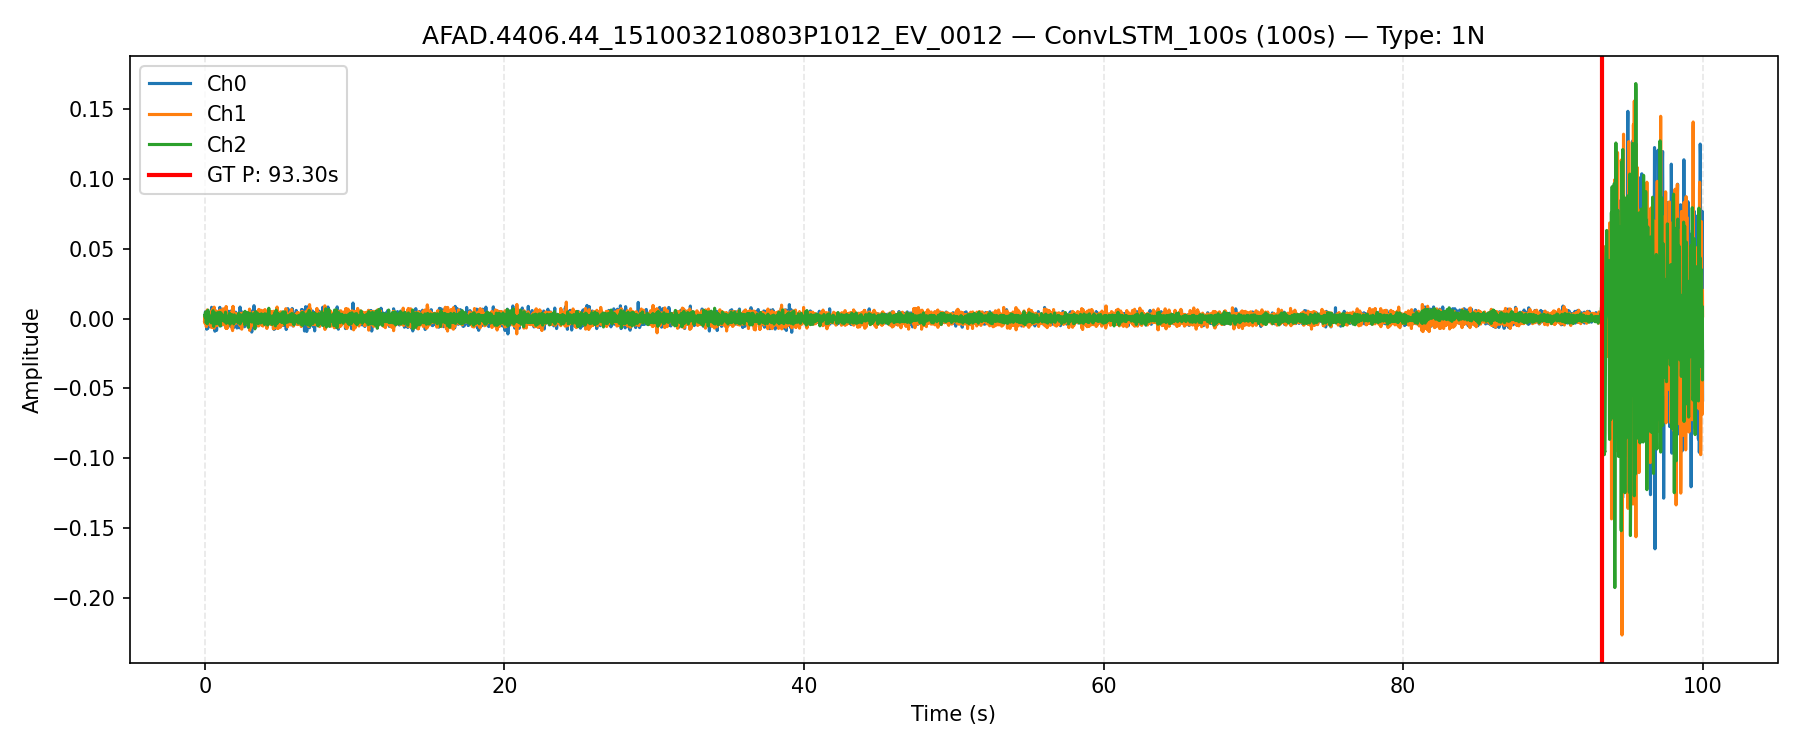 AFAD.4406.44_151003210803P1012_EV_0012 — ConvLSTM_100s (100s) — Type: 1N
Ch0
Ch1
Ch2
GT P: 93.30s
Amplitude
0.15
0.10
0.05
0.00
−0.05
−0.10
−0.15
−0.20
0 20 40 60 80 100
Time (s)